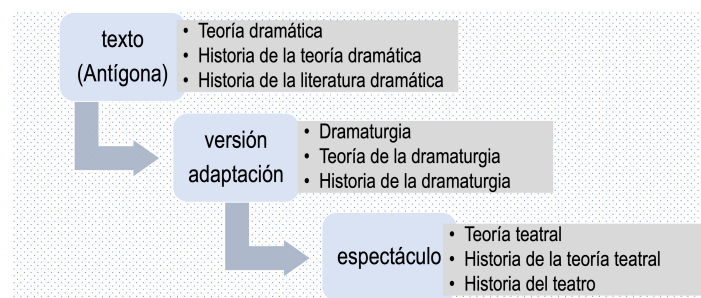 texto
(Antígona)
• Teoría dramática
• Historia de la teoría dramática
• Historia de la literatura dramática
versión
adaptación
• Dramaturgia
• Teoría de la dramaturgia
• Historia de la dramaturgia
espectáculo
• Teoría teatral
• Historia de la teoría teatral
• Historia del teatro